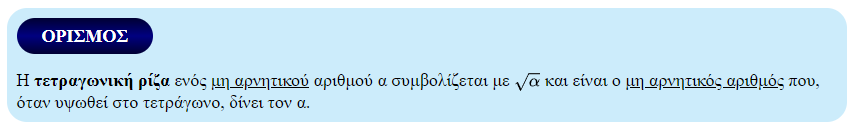 ΟΡΙΣΜΟΣ
Η τετραγωνική ρίζα ενός μη αρνητικού αριθμού α συμβολίζεται με √α και είναι ο μη αρνητικός αριθμός που,
όταν υψωθεί στο τετράγωνο, δίνει τον α.